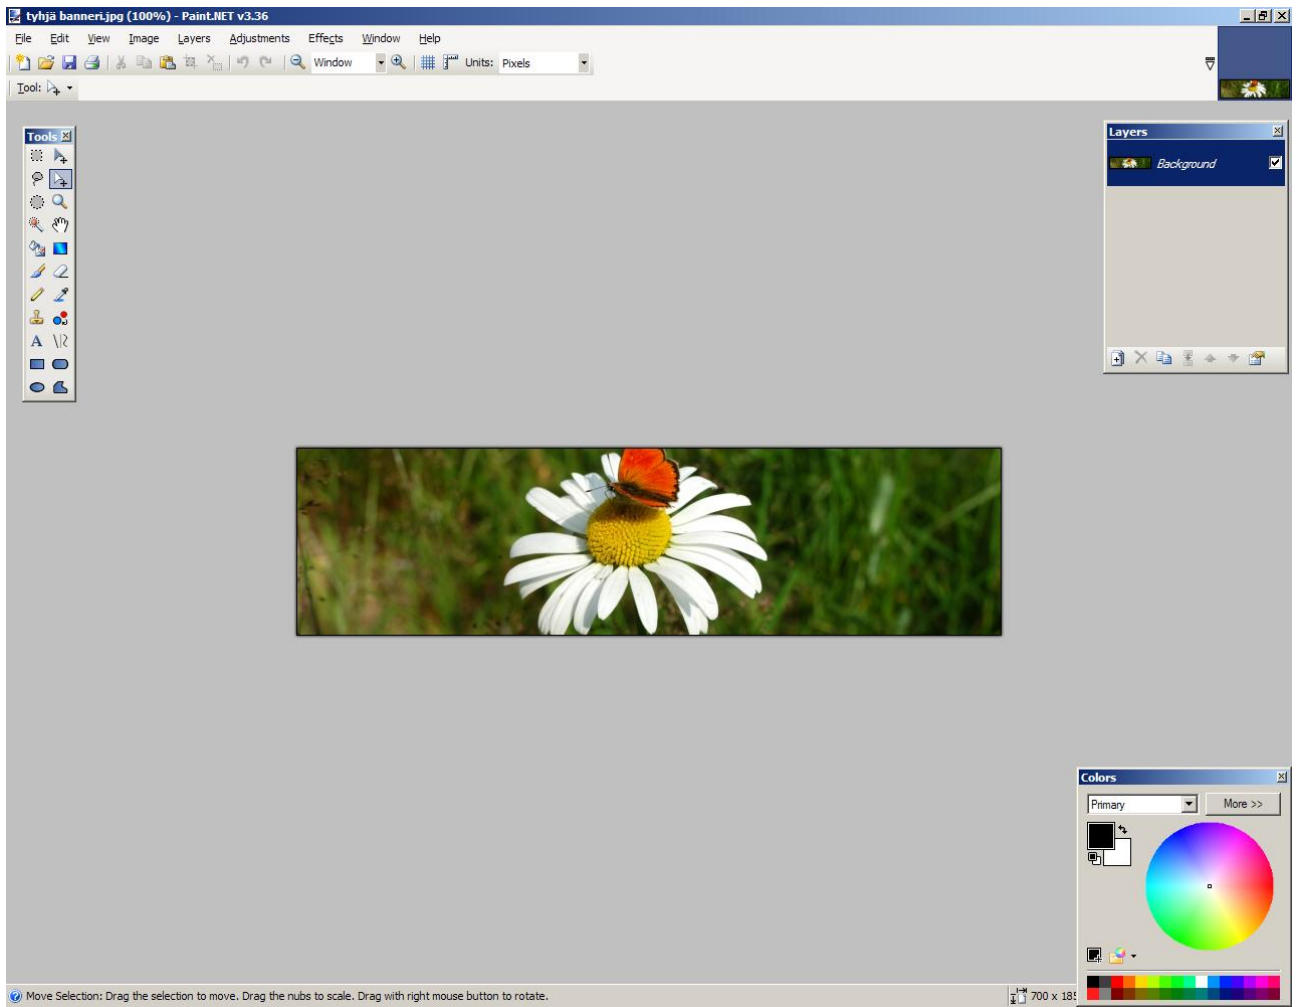 tyhjä banneri.jpg (100%) - Paint.NET v3.36
File Edit View Image Layers Adjustments Effects Window Help
Window Units: Pixels
Tool:
Tools
Layers
Background
Colors
Primary More >>
Move Selection: Drag the selection to move. Drag the nubs to scale. Drag with right mouse button to rotate.
700 x 185